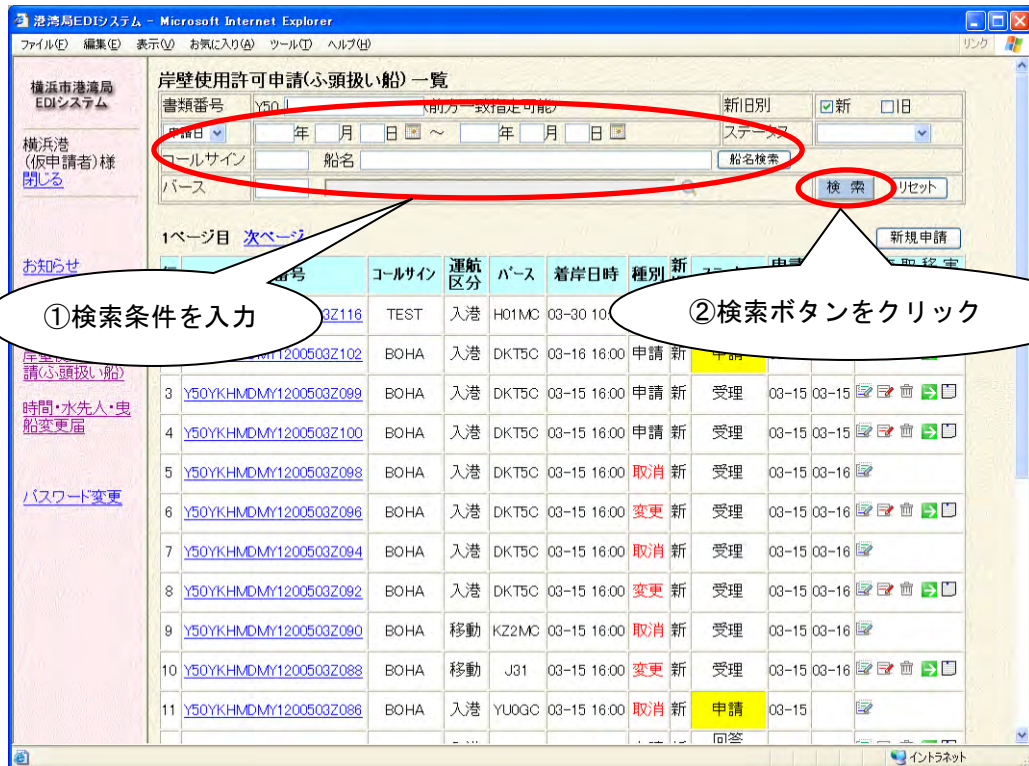 港湾局EDIシステム - Microsoft Internet Explorer
ファイル(F) 編集(E) 表示(V) お気に入り(A) ツール(T) ヘルプ(H) リンク
横浜市港湾局
EDIシステム
横浜港
(仮申請者)様
閉じる
お知らせ
請(ふ頭扱い船)
時間・水先人・曳
船変更届
パスワード変更
岸壁使用許可申請(ふ頭扱い船) 一覧
書類番号 Y50 (前方一致指定可能) 新旧別 新 旧
申請日 年 月 日 ~ 年 月 日 ステータス
コールサイン 船名 船名検索
バース 検 索 リセット
1ページ目 次ページ 新規申請
①検索条件を入力
②検索ボタンをクリック
番号 コールサイン 運航区分 バース 着岸日時 種別 新
3Z116 TEST 入港 H01MC 03-30 10
1200503Z102 BOHA 入港 DKT5C 03-16 16:00 申請 新 申請
3 Y50YKHMDMY1200503Z099 BOHA 入港 DKT5C 03-15 16:00 申請 新 受理 03-15 03-15
4 Y50YKHMDMY1200503Z100 BOHA 入港 DKT5C 03-15 16:00 申請 新 受理 03-15 03-15
5 Y50YKHMDMY1200503Z098 BOHA 入港 DKT5C 03-15 16:00 取消 新 受理 03-15 03-16
6 Y50YKHMDMY1200503Z096 BOHA 入港 DKT5C 03-15 16:00 変更 新 受理 03-15 03-16
7 Y50YKHMDMY1200503Z094 BOHA 入港 DKT5C 03-15 16:00 取消 新 受理 03-15 03-16
8 Y50YKHMDMY1200503Z092 BOHA 入港 DKT5C 03-15 16:00 変更 新 受理 03-15 03-16
9 Y50YKHMDMY1200503Z090 BOHA 移動 KZ2MC 03-15 16:00 取消 新 受理 03-15 03-16
10 Y50YKHMDMY1200503Z088 BOHA 移動 J31 03-15 16:00 変更 新 受理 03-15 03-16
11 Y50YKHMDMY1200503Z086 BOHA 入港 YU0GC 03-15 16:00 取消 新 申請 03-15
回答
イントラネット